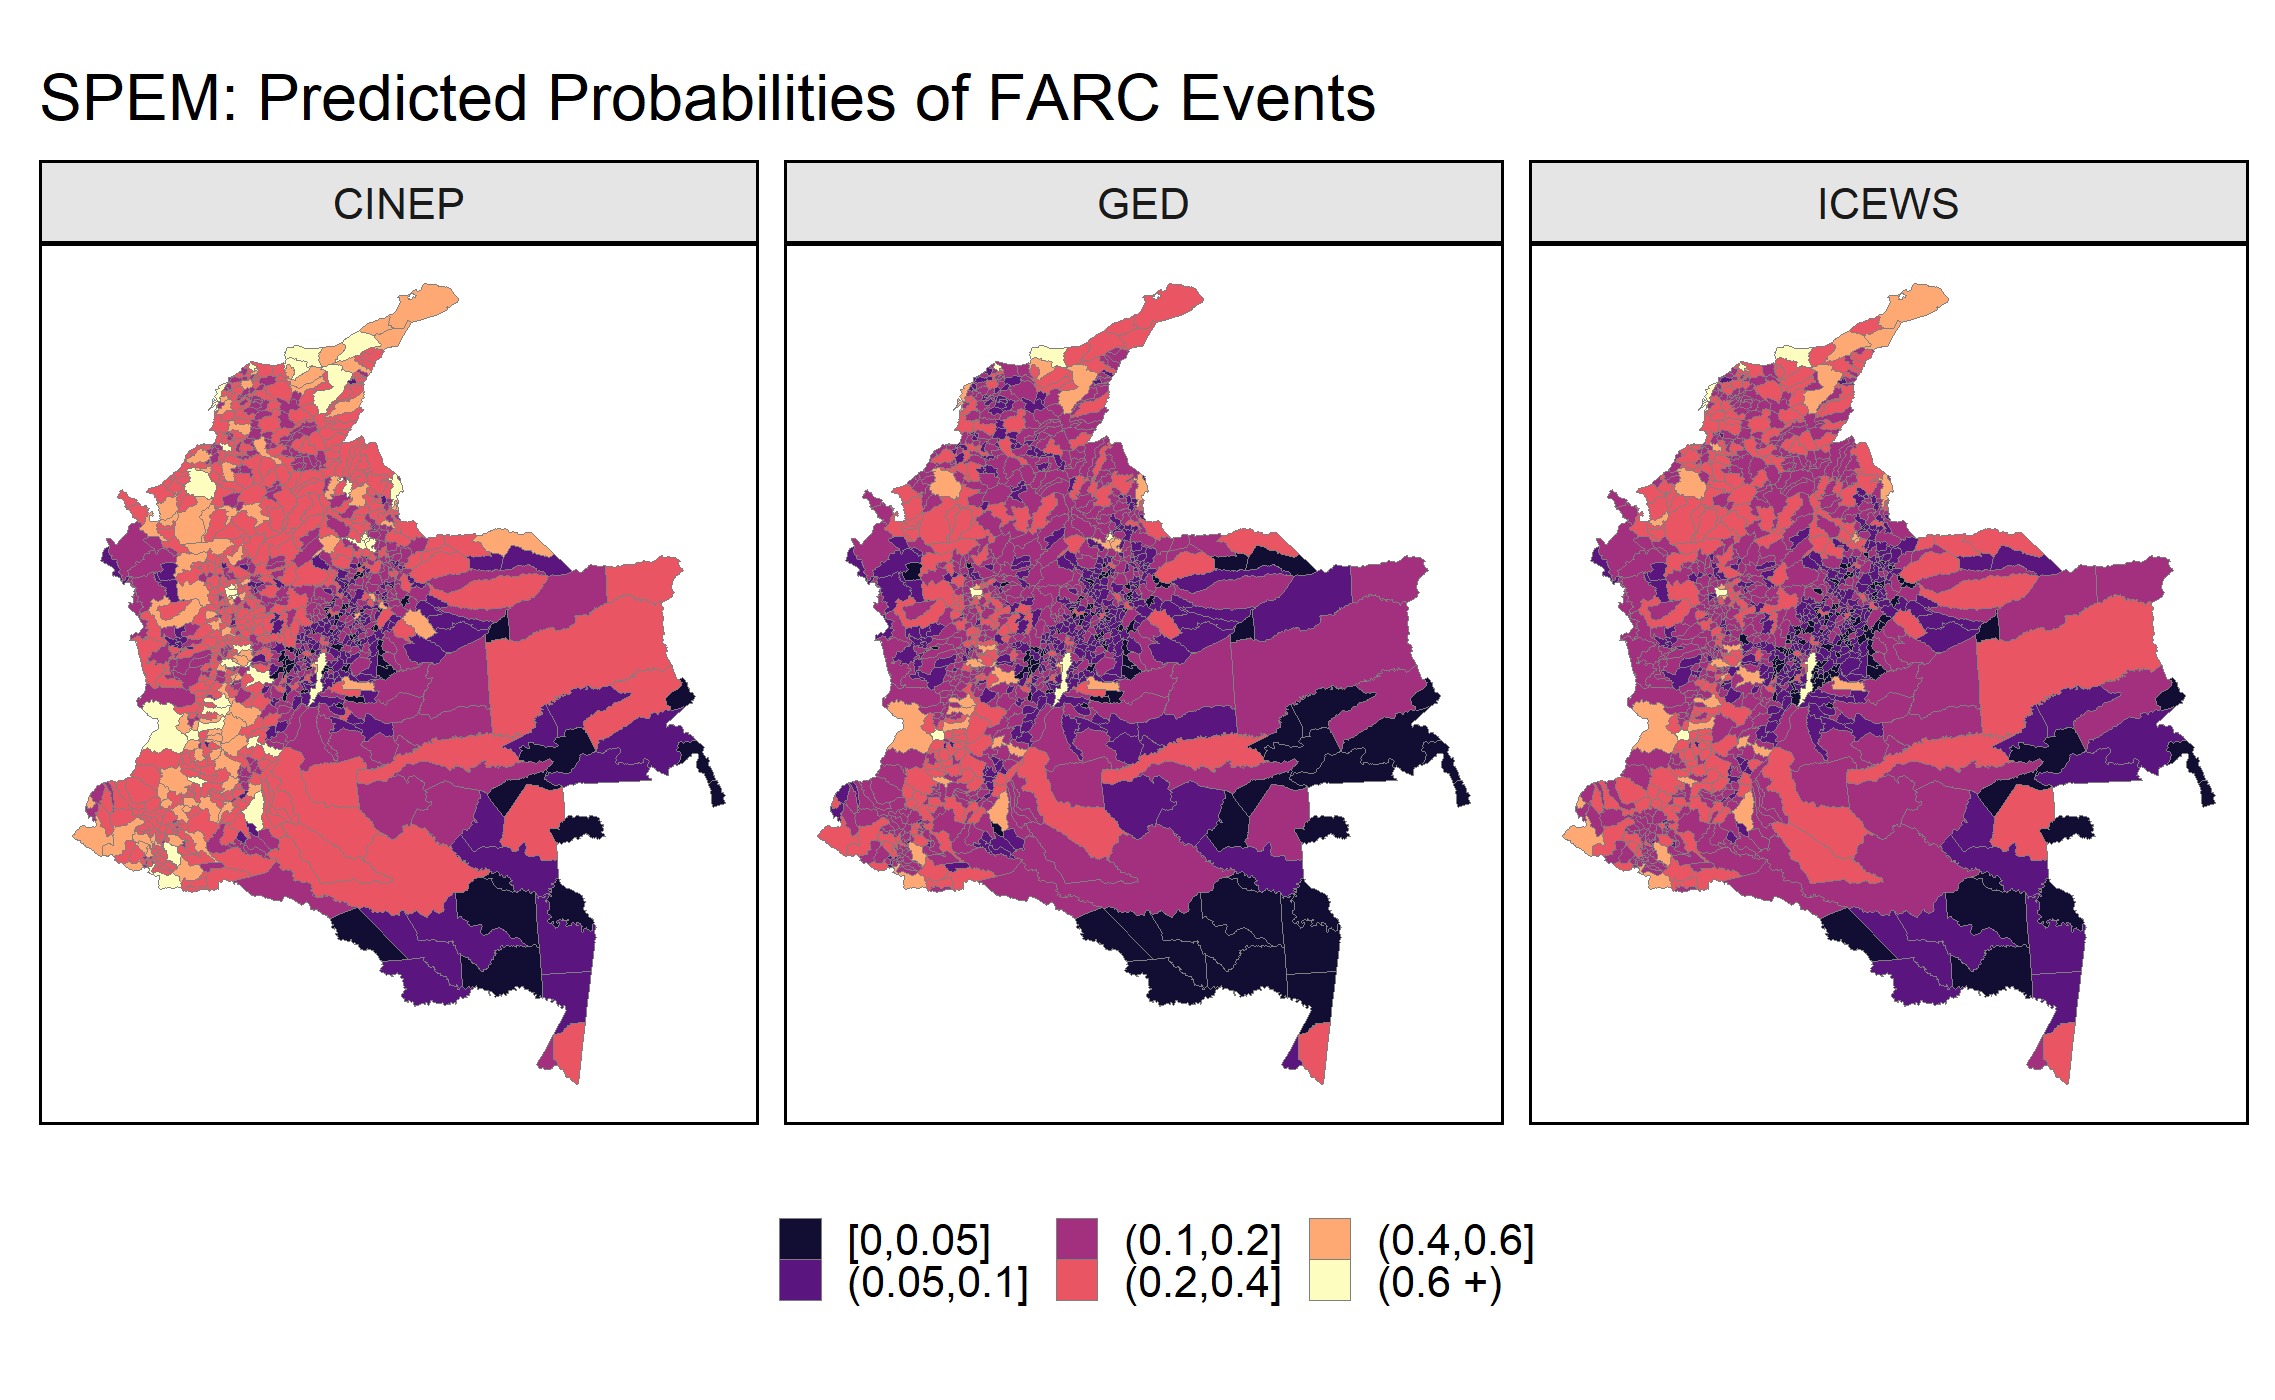 SPEM: Predicted Probabilities of FARC Events
CINEP
GED
ICEWS
[0,0.05]
(0.05,0.1]
(0.1,0.2]
(0.2,0.4]
(0.4,0.6]
(0.6 +)